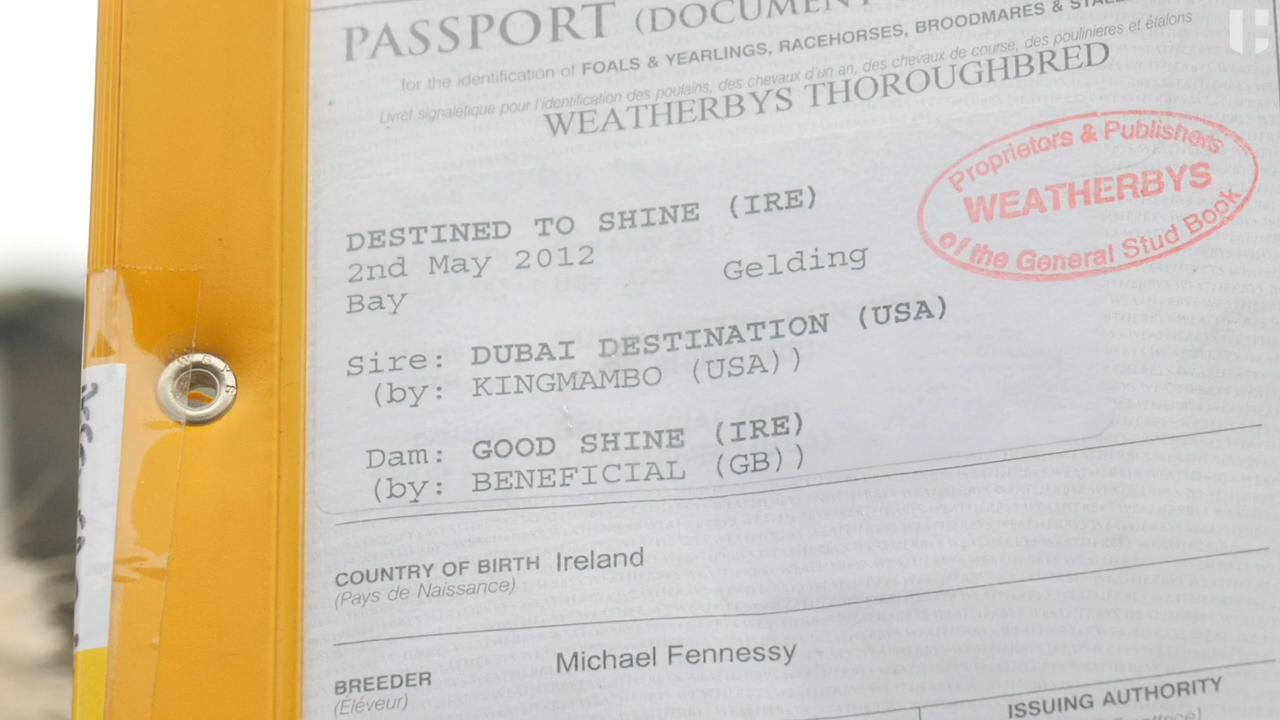 PASSPORT (DOCUMENT
for the identification of FOALS & YEARLINGS, RACEHORSES, BROODMARES &
Livret signalétique pour l'identification des poulains, des chevaux d'un an, des chevaux de course, des poulinieres et étalons
WEATHERBYS THOROUGHBRED
Proprietors & Publishers
WEATHERBYS
of the General Stud Book
DESTINED TO SHINE (IRE)
2nd May 2012 Gelding
Bay
Sire: DUBAI DESTINATION (USA)
(by: KINGMAMBO (USA))
Dam: GOOD SHINE (IRE)
(by: BENEFICIAL (GB))
COUNTRY OF BIRTH Ireland
(Pays de Naissance)
BREEDER Michael Fennessy
(Eléveur)
ISSUING AUTHORITY